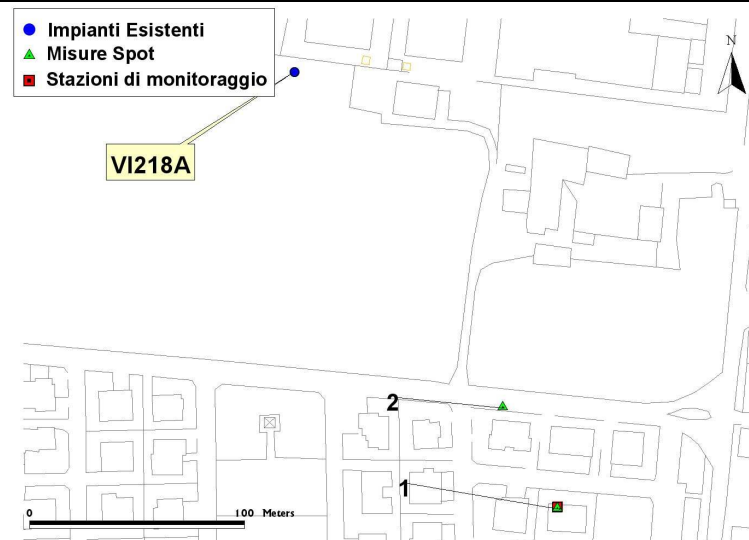 Impianti Esistenti
Misure Spot
Stazioni di monitoraggio
N
VI218A
2
1
0 100 Meters